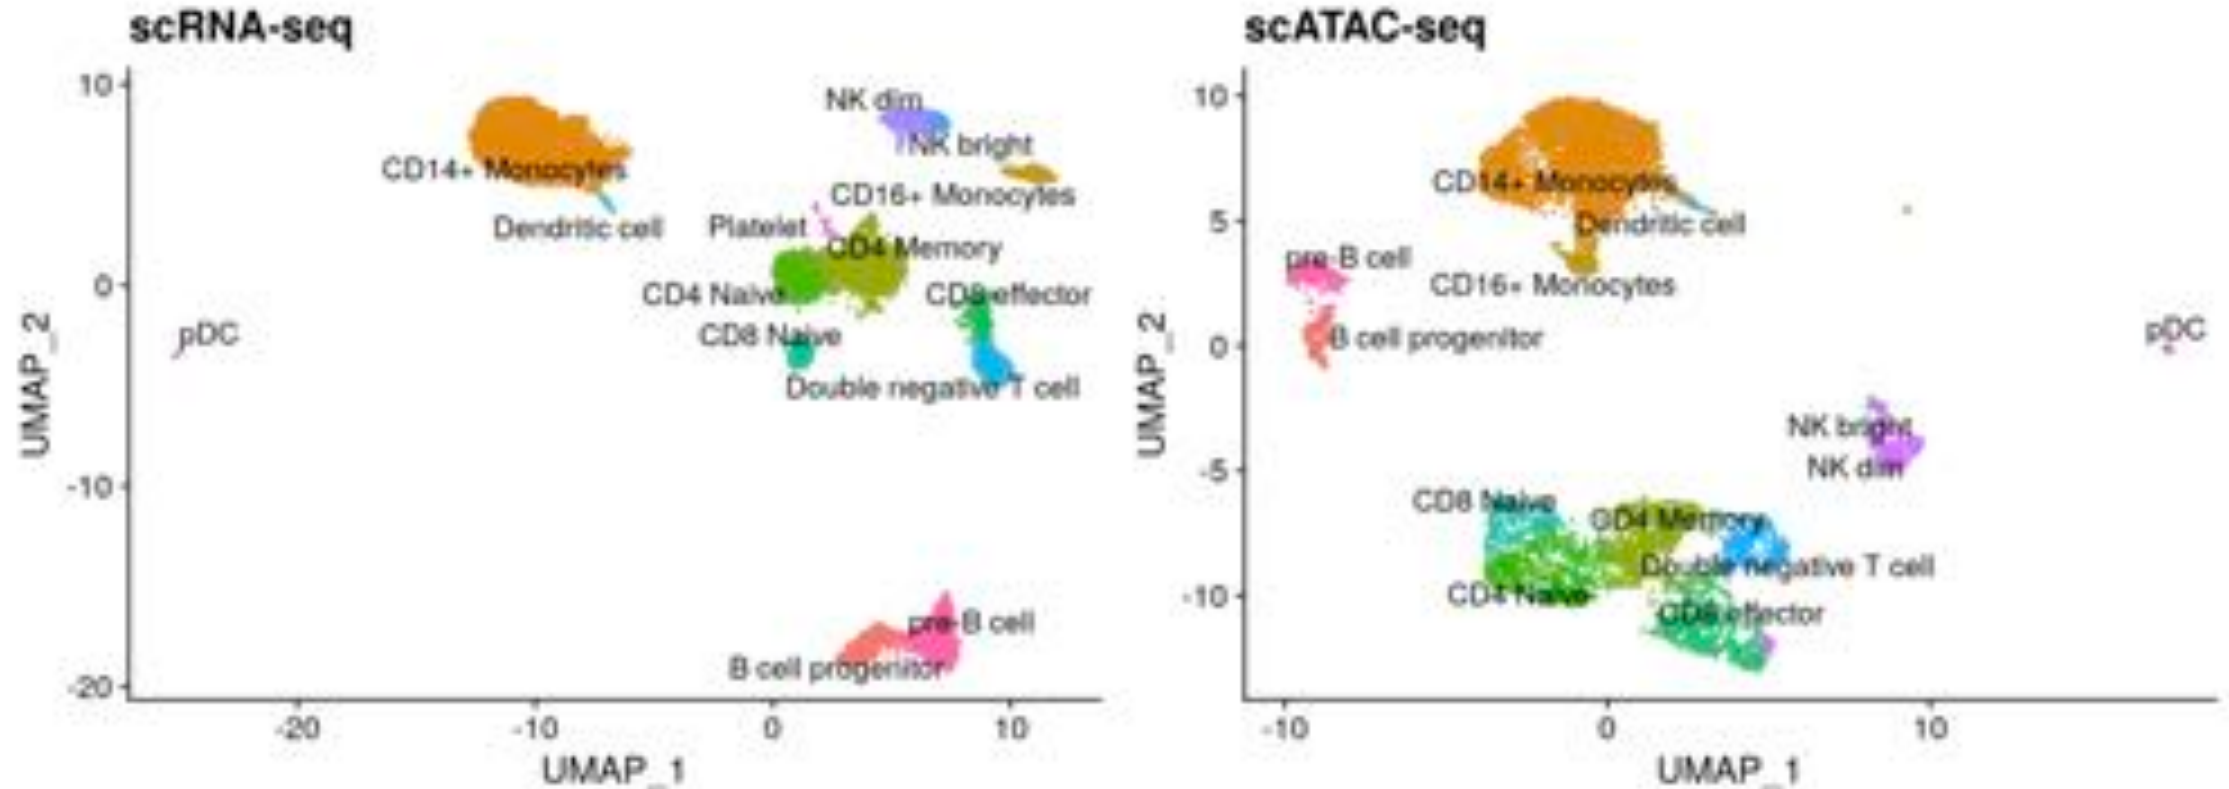 scRNA-seq
10
0
-10
-20
UMAP_2
NK dim
NK bright
CD14+ Monocytes
CD16+ Monocytes
Dendritic cell
Platelet
CD4 Memory
CD4 Naive
CD8 effector
CD8 Naive
pDC
Double negative T cell
pre-B cell
B cell progenitor
-20
-10
0
10
UMAP_1
scATAC-seq
10
5
0
-5
-10
UMAP_2
CD14+ Monocytes
Dendritic cell
pre-B cell
CD16+ Monocytes
B cell progenitor
pDC
NK bright
NK dim
CD8 Naive
CD4 Memory
Double negative T cell
CD4 Naive
CD8 effector
-10
0
10
UMAP_1